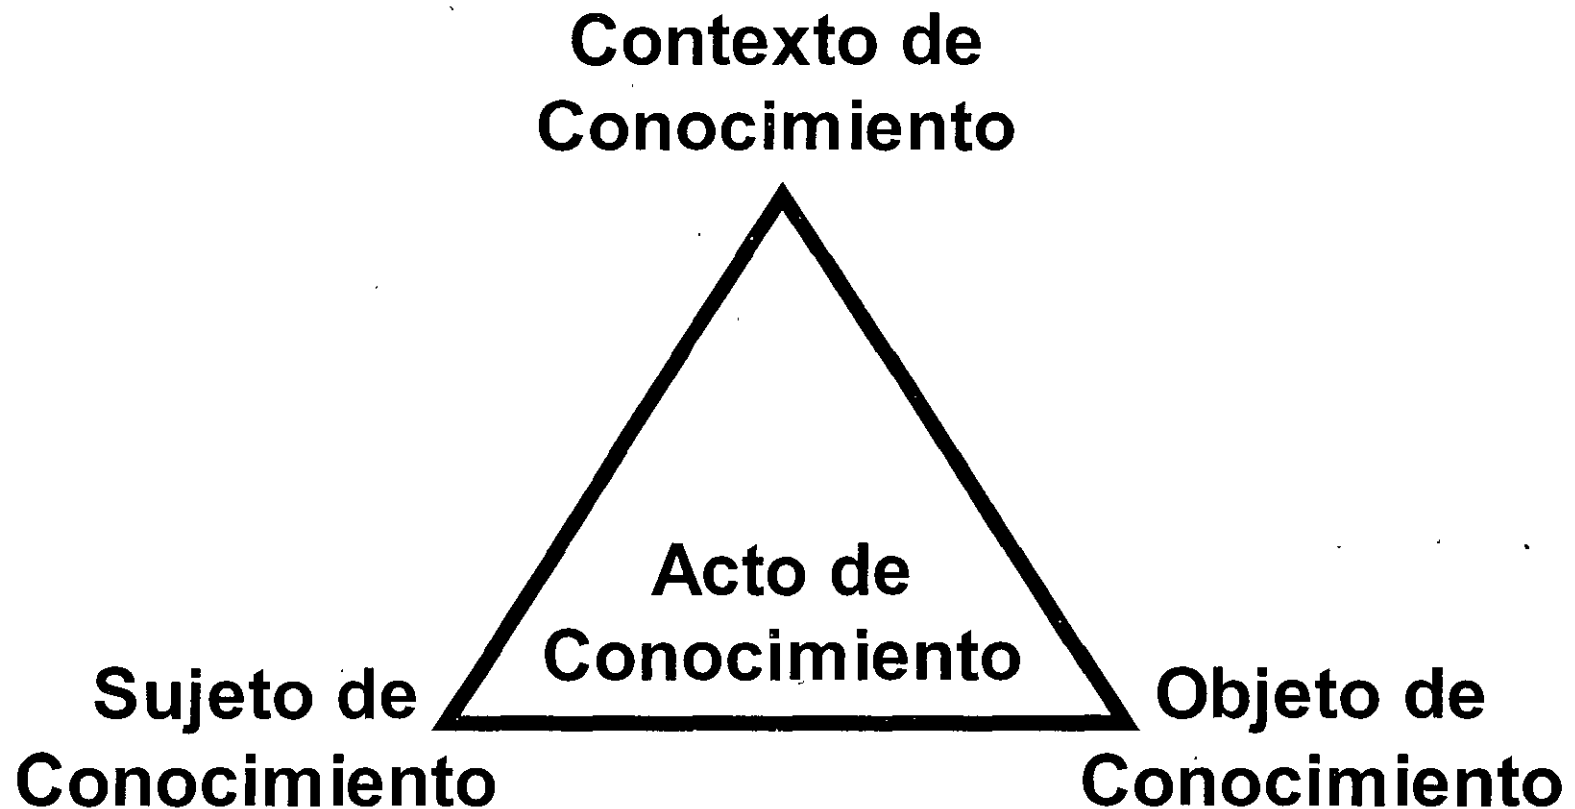 Contexto de
Conocimiento
Acto de
Conocimiento
Sujeto de
Conocimiento
Objeto de
Conocimiento